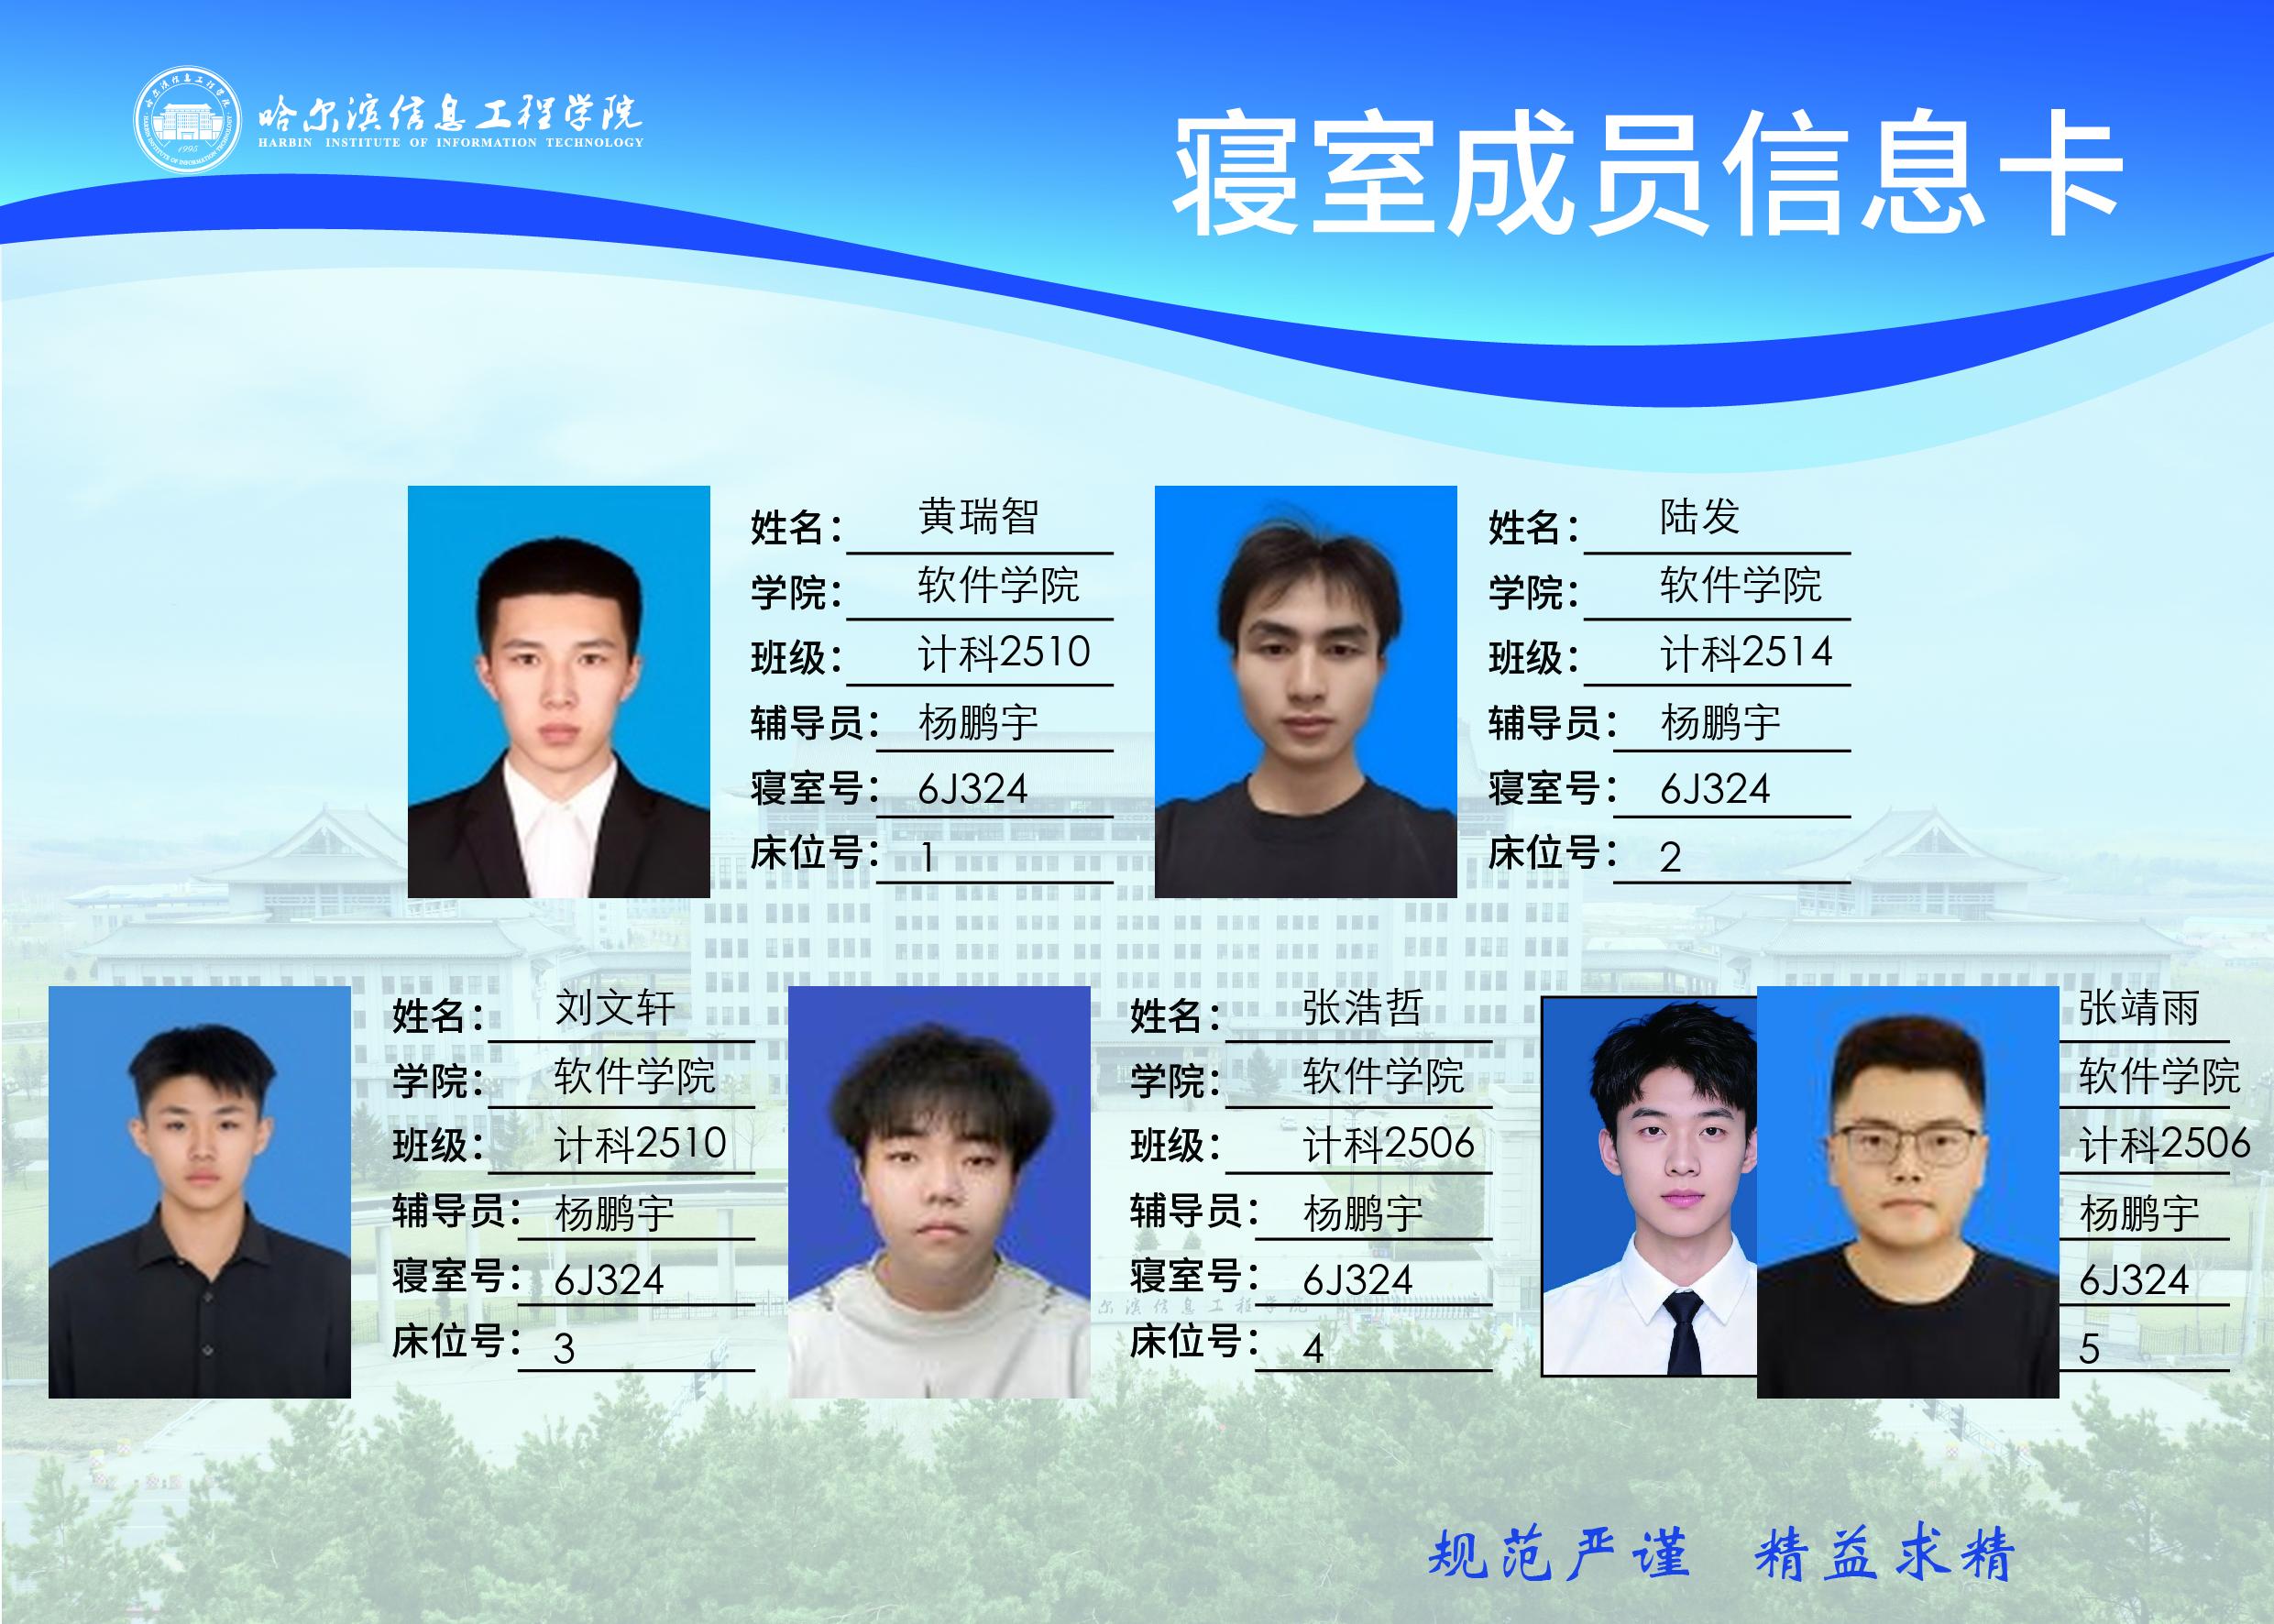 哈尔滨信息工程学院
HARBIN INSTITUTE OF INFORMATION TECHNOLOGY
1995
寝室成员信息卡
姓名： 黄瑞智
学院： 软件学院
班级： 计科2510
辅导员： 杨鹏宇
寝室号： 6J324
床位号： 1
姓名： 陆发
学院： 软件学院
班级： 计科2514
辅导员： 杨鹏宇
寝室号： 6J324
床位号： 2
姓名： 刘文轩
学院： 软件学院
班级： 计科2510
辅导员： 杨鹏宇
寝室号： 6J324
床位号： 3
姓名： 张浩哲
学院： 软件学院
班级： 计科2506
辅导员： 杨鹏宇
寝室号： 6J324
床位号： 4
张靖雨
软件学院
计科2506
杨鹏宇
6J324
5
尔滨信息工程学院
规范严谨 精益求精